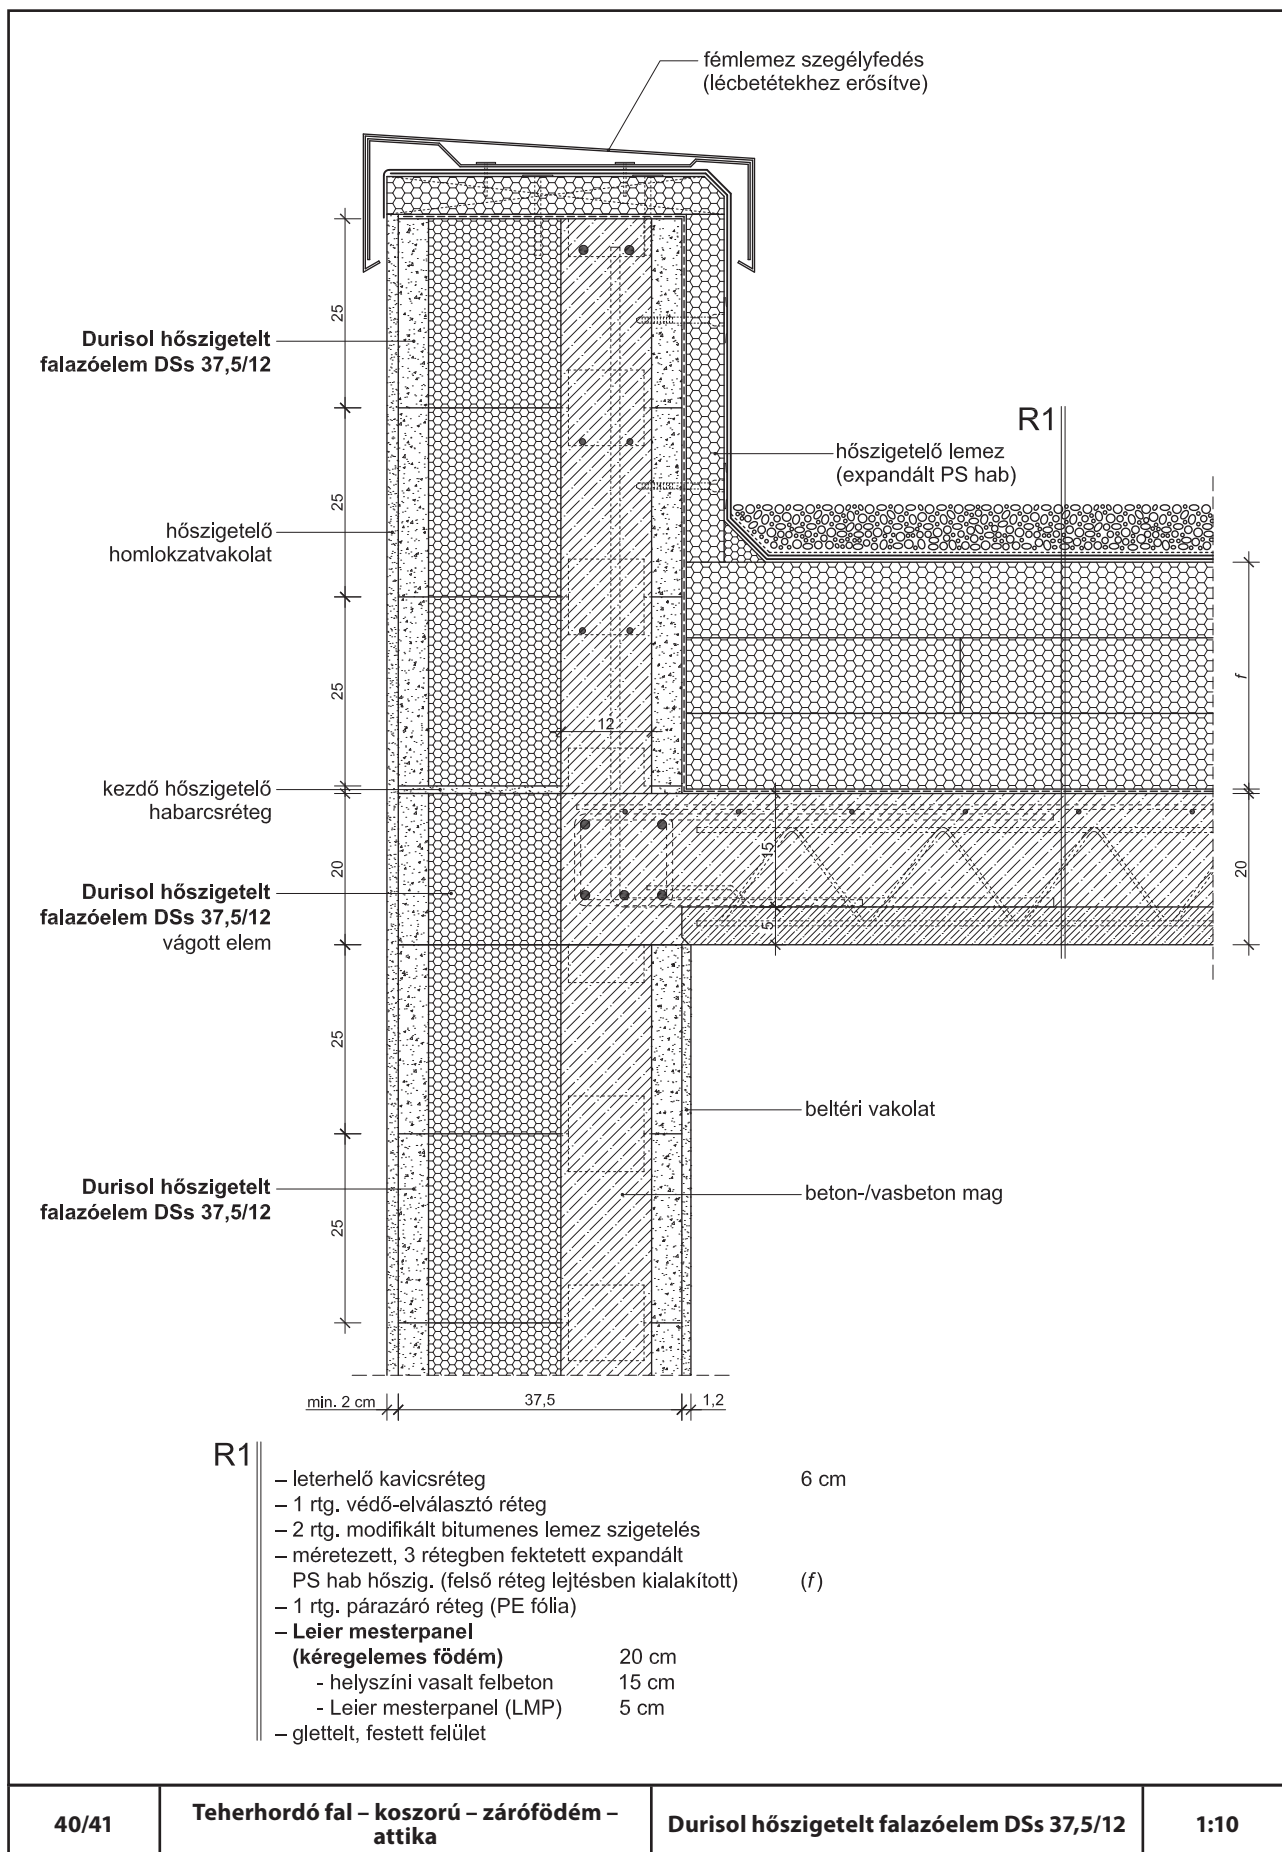 fémlemez szegélyfedés
(lécbetétekhez erősítve)
25
Durisol hőszigetelt
falazóelem DSs 37,5/12
R1
hőszigetelő lemez
(expandált PS hab)
25
hőszigetelő
homlokzatvakolat
25
f
12
kezdő hőszigetelő
habarcsréteg
15
20
20
Durisol hőszigetelt
falazóelem DSs 37,5/12
vágott elem
5
25
beltéri vakolat
Durisol hőszigetelt
falazóelem DSs 37,5/12
beton-/vasbeton mag
25
min. 2 cm
37,5
1,2
R1
– leterhelő kavicsréteg 6 cm
– 1 rtg. védő-elválasztó réteg
– 2 rtg. modifikált bitumenes lemez szigetelés
– méretezett, 3 rétegben fektetett expandált
PS hab hőszig. (felső réteg lejtésben kialakított) (f)
– 1 rtg. párazáró réteg (PE fólia)
– Leier mesterpanel
(kéregelemes födém) 20 cm
- helyszíni vasalt felbeton 15 cm
- Leier mesterpanel (LMP) 5 cm
– glettelt, festett felület
40/41
Teherhordó fal – koszorú – zárófödém –
attika
Durisol hőszigetelt falazóelem DSs 37,5/12
1:10